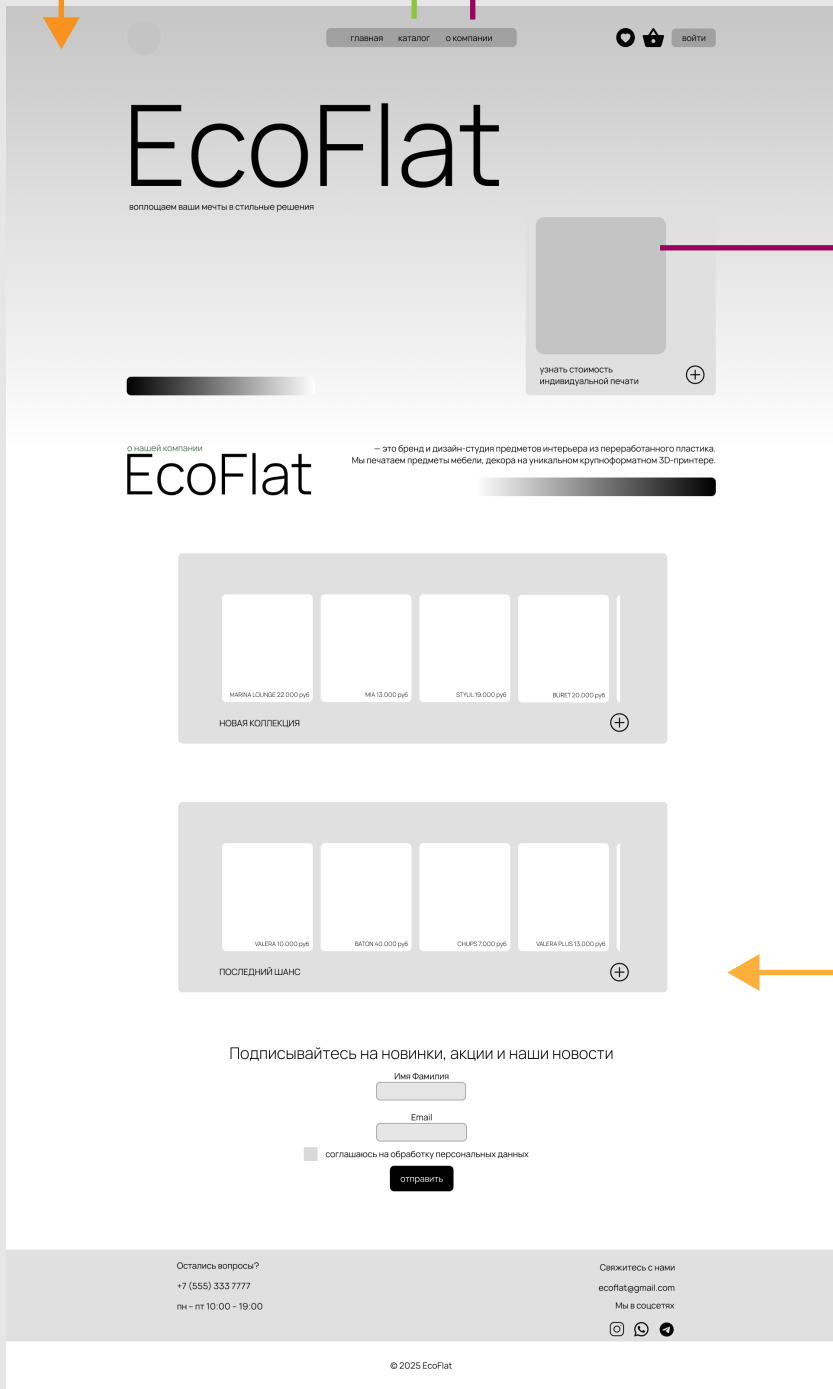 главная каталог о компании войти
EcoFlat
воплощаем ваши мечты в стильные решения
узнать стоимость
индивидуальной печати
о нашей компании
EcoFlat
— это бренд и дизайн-студия предметов интерьера из переработанного пластика.
Мы печатаем предметы мебели, декора на уникальном крупноформатном 3D-принтере.
MARINA LOUNGE 22.000 руб
MIA 13.000 руб
STYUL 19.000 руб
BURET 20.000 руб
НОВАЯ КОЛЛЕКЦИЯ
VALERA 10.000 руб
BATON 40.000 руб
CHUPS 7.000 руб
VALERA PLUS 13.000 руб
ПОСЛЕДНИЙ ШАНС
Подписывайтесь на новинки, акции и наши новости
Имя Фамилия
Email
соглашаюсь на обработку персональных данных
отправить
Остались вопросы?
+7 (555) 333 7777
пн – пт 10:00 – 19:00
Свяжитесь с нами
ecoflat@gmail.com
Мы в соцсетях
© 2025 EcoFlat